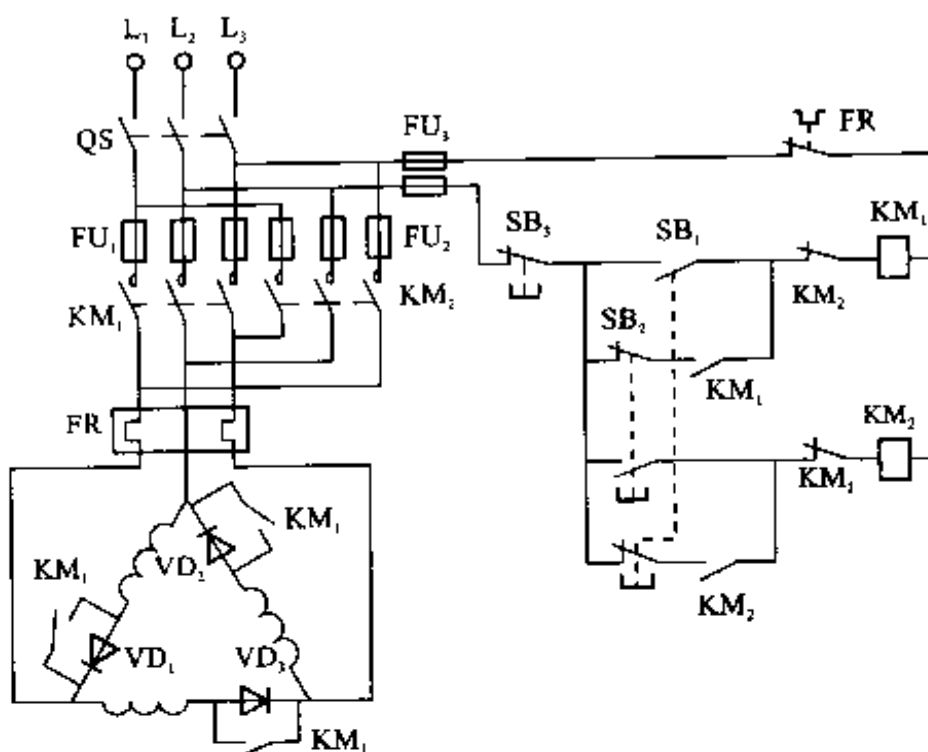 L₁ L₂ L₃
QS
FU₃
FR
FU₁
FU₂
SB₃
SB₁
KM₁
KM₁
KM₂
KM₂
SB₂
KM₁
FR
KM₂
KM₁
KM₁
KM₁
VD₂
KM₂
VD₁
VD₃
KM₁